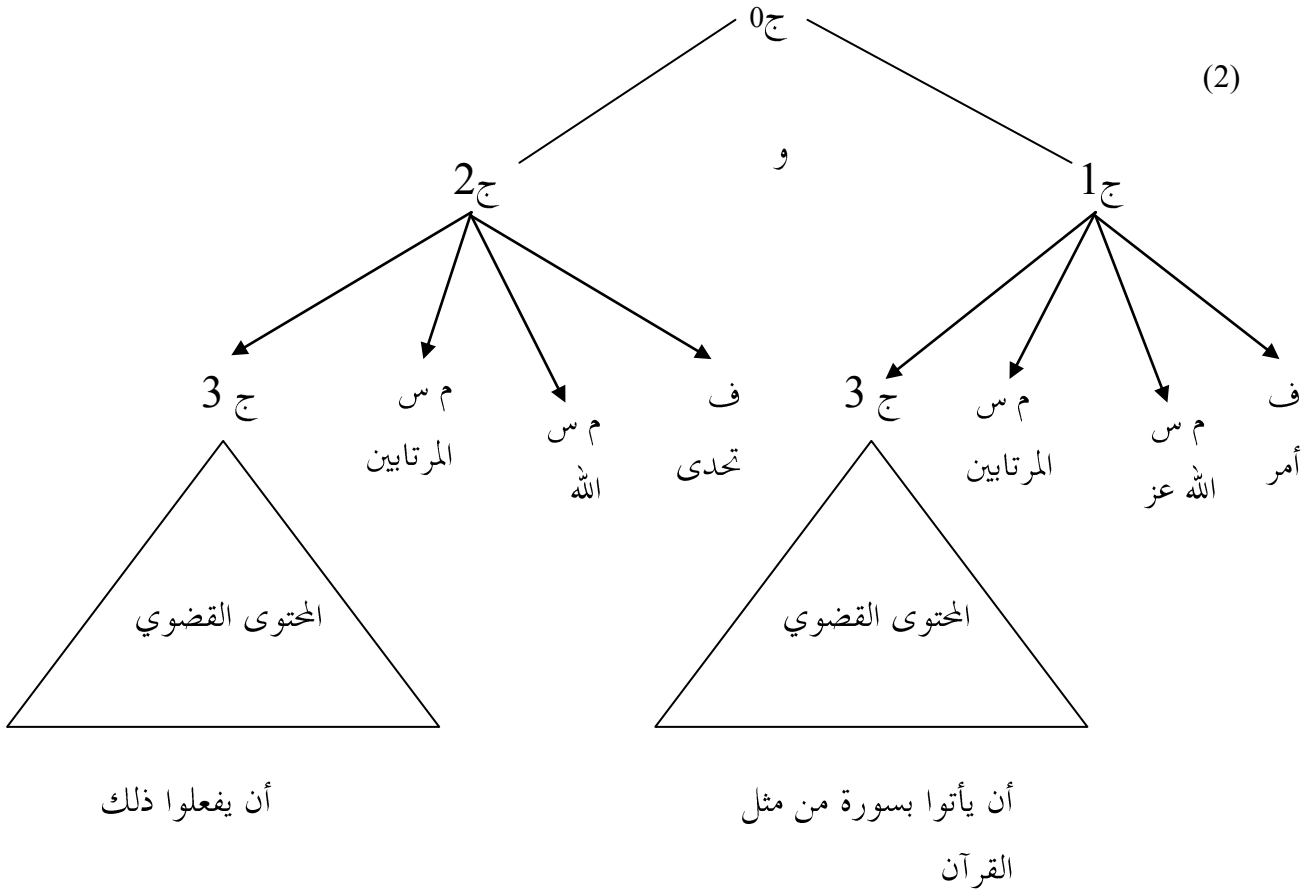 ج0
(2)
و
ج1
ج2
ف
أمر
م س
الله عز
م س
المرتابين
ج 3
ف
تحدى
م س
الله
م س
المرتابين
ج 3
المحتوى القضوي
المحتوى القضوي
أن يأتوا بسورة من مثل
القرآن
أن يفعلوا ذلك